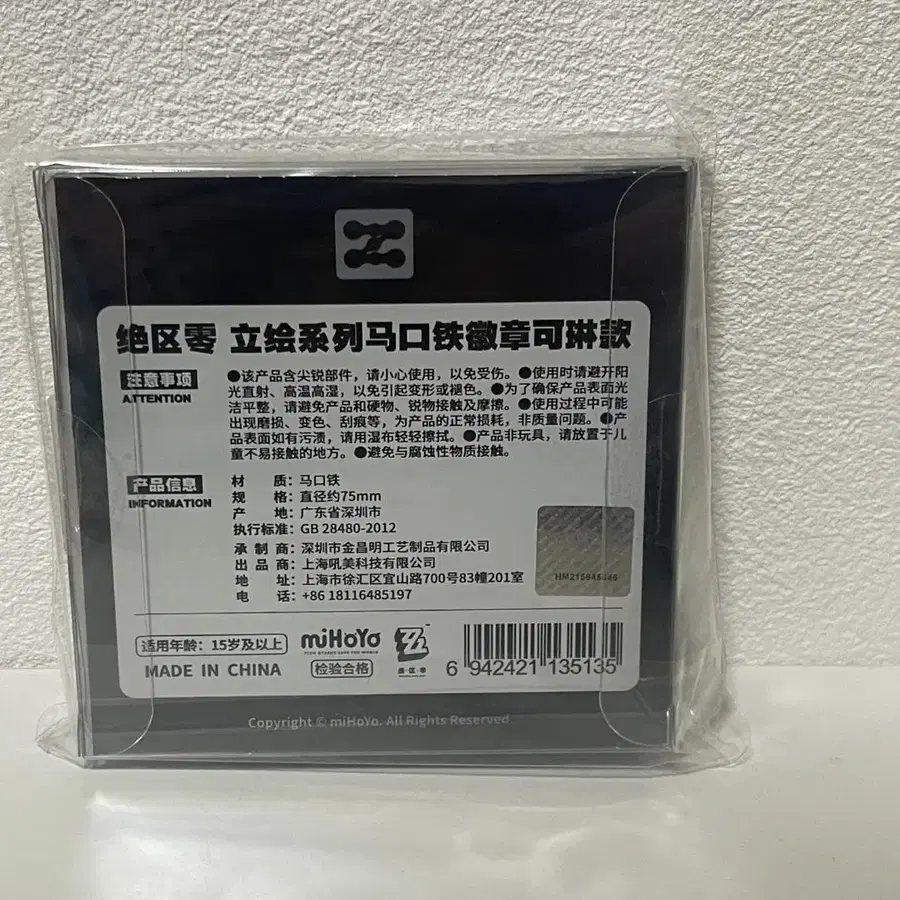 绝区零 立绘系列马口铁徽章可琳款
注意事项
ATTENTION
●该产品含尖锐部件，请小心使用，以免受伤。●使用时请避开阳
光直射、高温高湿，以免引起变形或褪色。●为了确保产品表面光
洁平整，请避免产品和硬物、锐物接触及摩擦。●使用过程中可能
出现磨损、变色、刮痕等，为产品的正常损耗，非质量问题。●产
品表面如有污渍，请用湿布轻轻擦拭。●产品非玩具，请放置于儿
童不易接触的地方。●避免与腐蚀性物质接触。
产品信息
INFORMATION
材 质：马口铁
规 格：直径约75mm
产 地：广东省深圳市
执行标准：GB 28480-2012
承 制 商：深圳市金昌明工艺制品有限公司
出 品 商：上海吼美科技有限公司
地 址：上海市徐汇区宜山路700号83幢201室
电 话：+86 18116485197
适用年龄：15岁及以上
MADE IN CHINA
miHoYo
TECH OTAKUS SAVE THE WORLD
检验合格
绝·区·零
6 942421 135135
Copyright © miHoYo. All Rights Reserved.